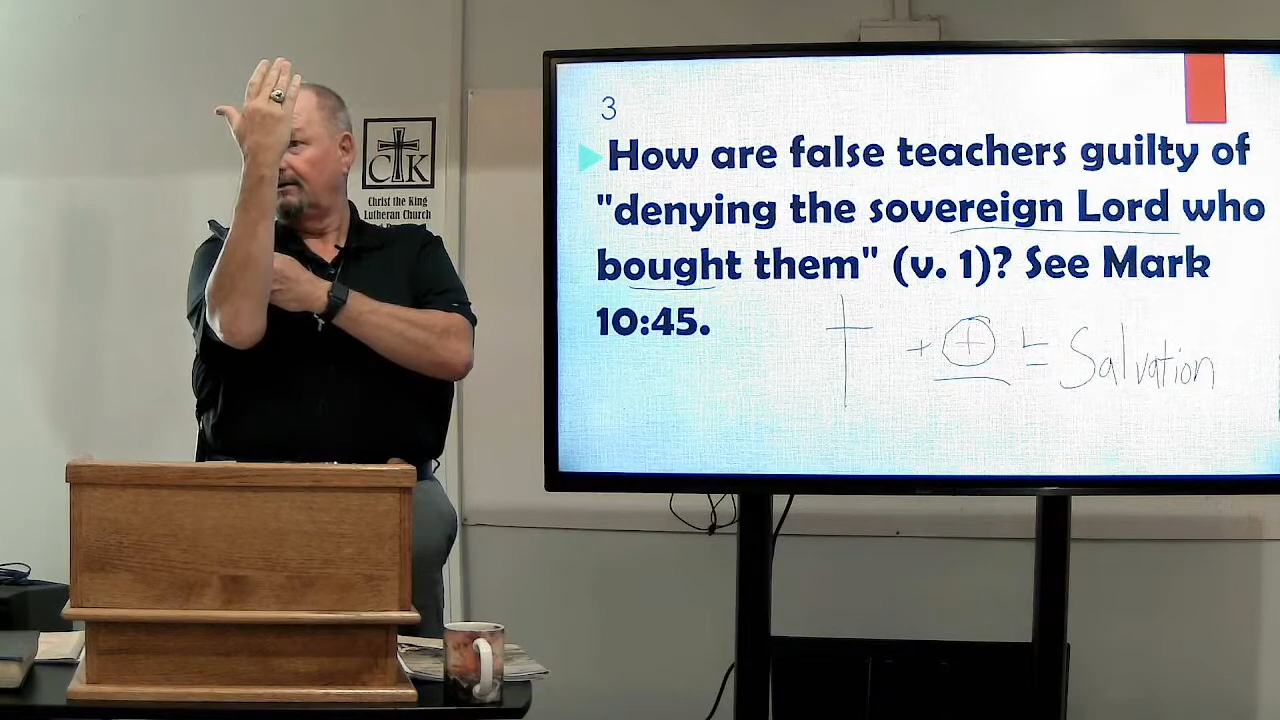 CTK
Christ the King
Lutheran Church
3
How are false teachers guilty of
"denying the sovereign Lord who
bought them" (v. 1)? See Mark
10:45.
+ + = Salvation